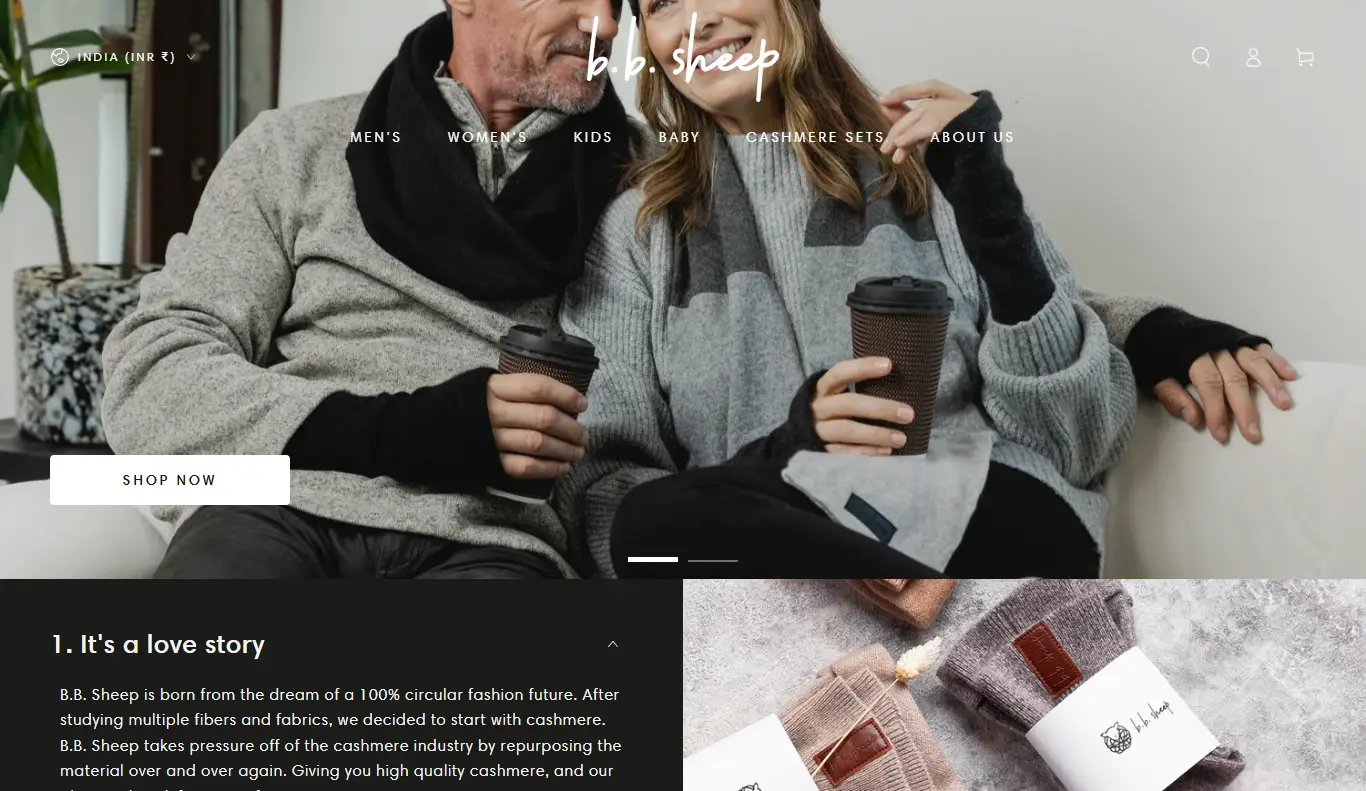 INDIA (INR ₹)
b.b. sheep
MEN'S
WOMEN'S
KIDS
BABY
CASHMERE SETS
ABOUT US
SHOP NOW
1. It's a love story
B.B. Sheep is born from the dream of a 100% circular fashion future. After
studying multiple fibers and fabrics, we decided to start with cashmere.
B.B. Sheep takes pressure off of the cashmere industry by repurposing the
material over and over again. Giving you high quality cashmere, and our
b.b. sheep